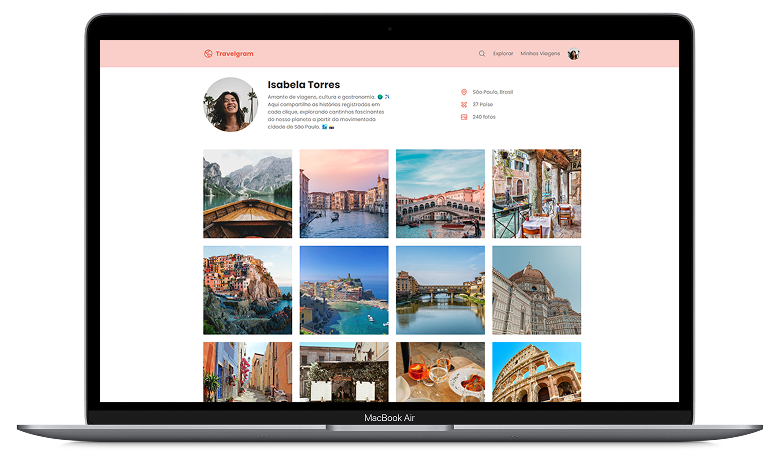 Travelgram
Explorar
Minhas Viagens
Isabela Torres
Amante de viagens, cultura e gastronomia.
Aqui compartilho as histórias registradas em
cada clique, explorando cantinhos fascinantes
do nosso planeta a partir da movimentada
cidade de São Paulo.
São Paulo, Brasil
27 Países
240 fotos
MacBook Air